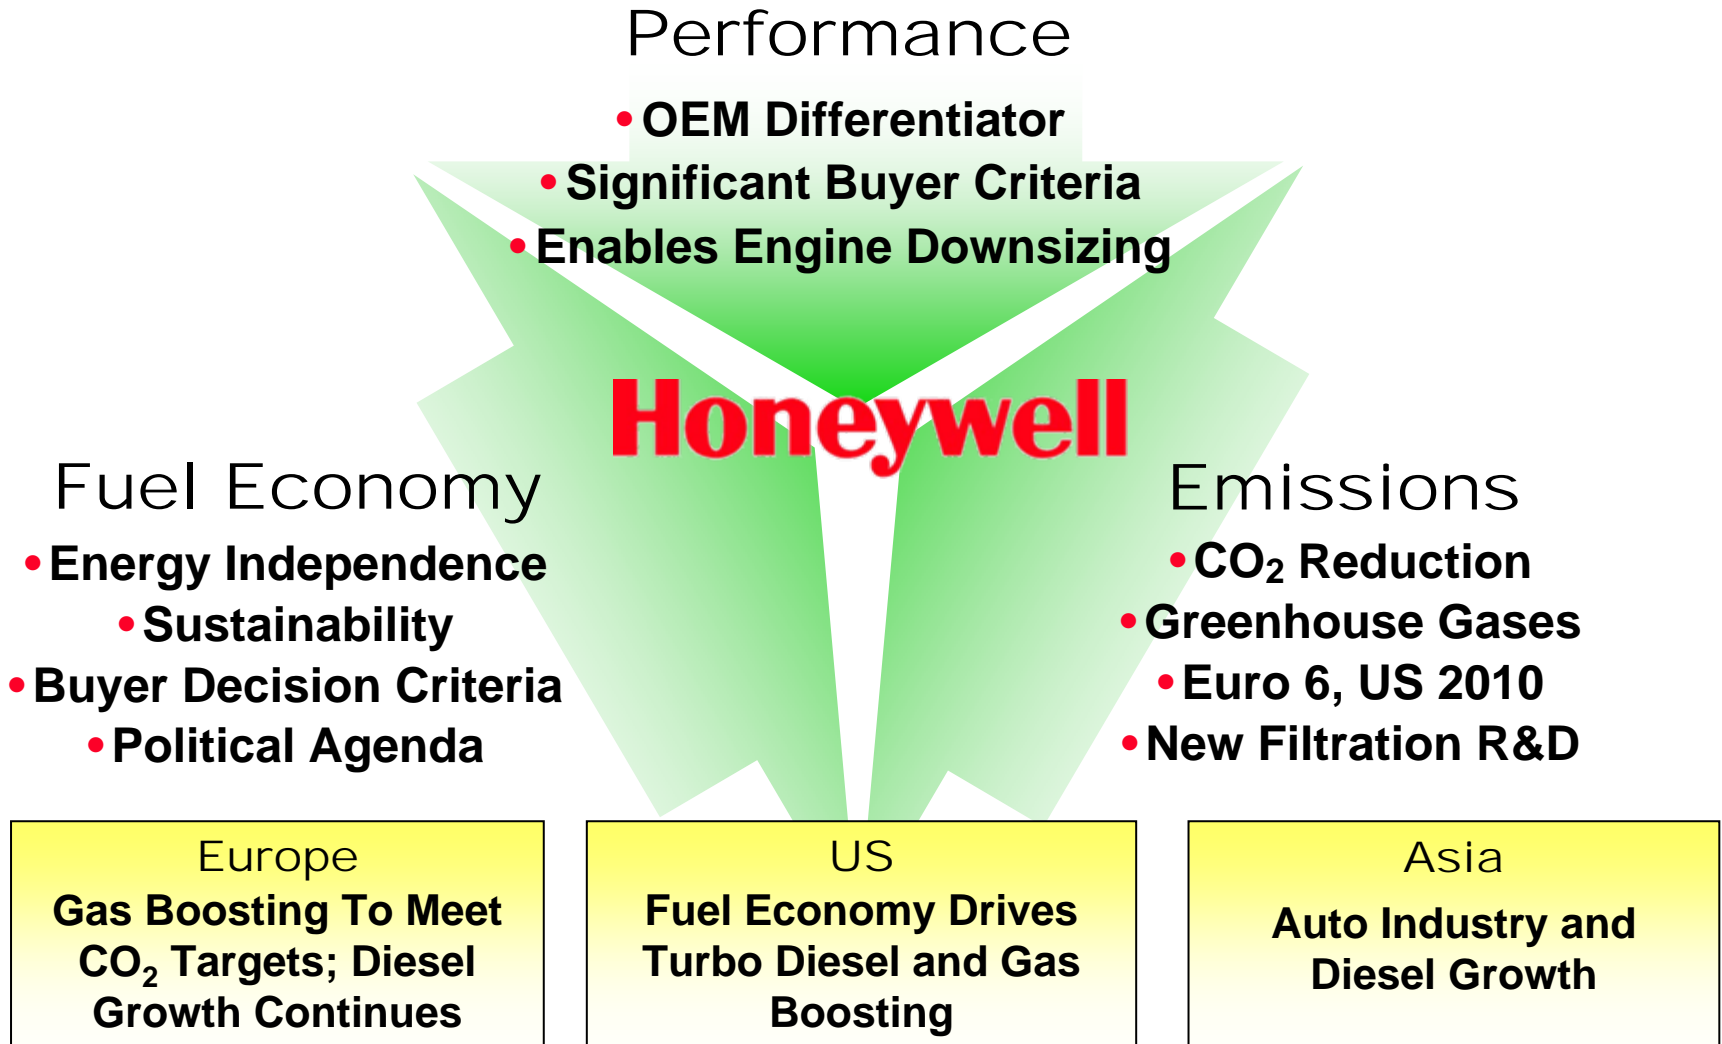 Performance
•OEM Differentiator
•Significant Buyer Criteria
•Enables Engine Downsizing
Honeywell
Fuel Economy
•Energy Independence
•Sustainability
•Buyer Decision Criteria
•Political Agenda
Emissions
•CO₂ Reduction
•Greenhouse Gases
•Euro 6, US 2010
•New Filtration R&D
Europe
Gas Boosting To Meet
CO₂ Targets; Diesel
Growth Continues
US
Fuel Economy Drives
Turbo Diesel and Gas
Boosting
Asia
Auto Industry and
Diesel Growth